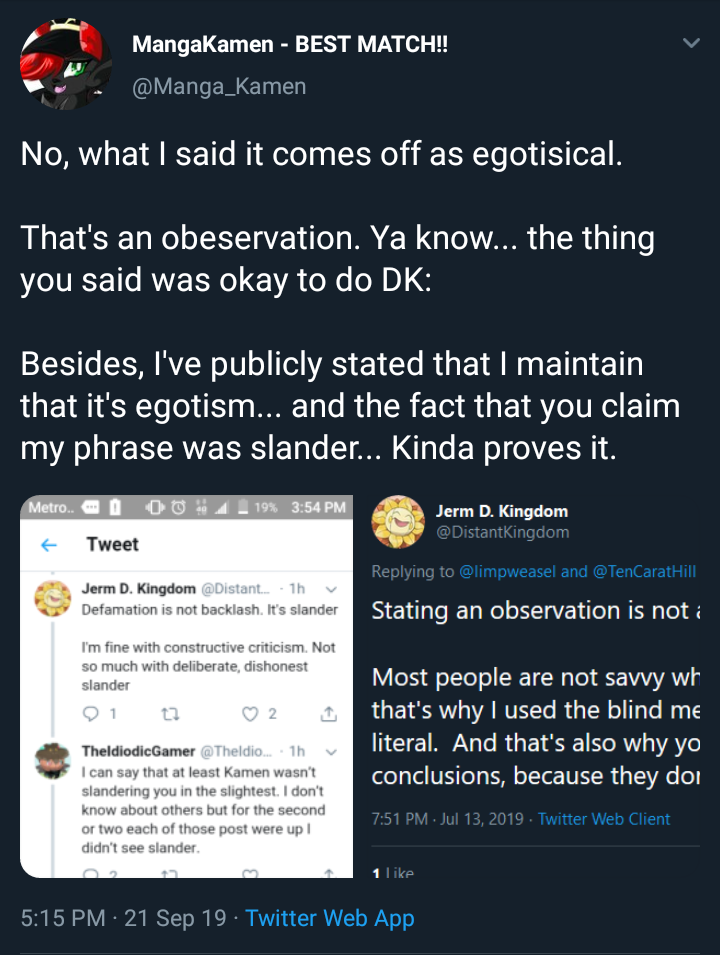 MangaKamen - BEST MATCH!!
@Manga_Kamen
No, what I said it comes off as egotisical.
That's an obeservation. Ya know... the thing
you said was okay to do DK:
Besides, I've publicly stated that I maintain
that it's egotism... and the fact that you claim
my phrase was slander... Kinda proves it.
Metro.. 19% 3:54 PM
Tweet
Jerm D. Kingdom @Distant... · 1h
Defamation is not backlash. It's slander
I'm fine with constructive criticism. Not
so much with deliberate, dishonest
slander
1 2
TheIdiodicGamer @TheIdio... · 1h
I can say that at least Kamen wasn't
slandering you in the slightest. I don't
know about others but for the second
or two each of those post were up I
didn't see slander.
2
Jerm D. Kingdom
@DistantKingdom
Replying to @limpweasel and @TenCaratHill
Stating an observation is not
Most people are not savvy wh
that's why I used the blind me
literal. And that's also why yo
conclusions, because they don
7:51 PM · Jul 13, 2019 · Twitter Web Client
1 Like
5:15 PM · 21 Sep 19 · Twitter Web App